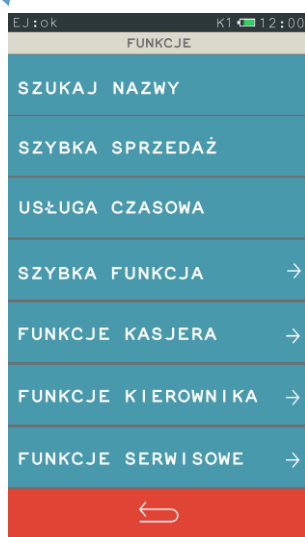 EJ:ok K1 12:00
FUNKCJE
SZUKAJ NAZWY
SZYBKA SPRZEDAŻ
USŁUGA CZASOWA
SZYBKA FUNKCJA →
FUNKCJE KASJERA →
FUNKCJE KIEROWNIKA →
FUNKCJE SERWISOWE →